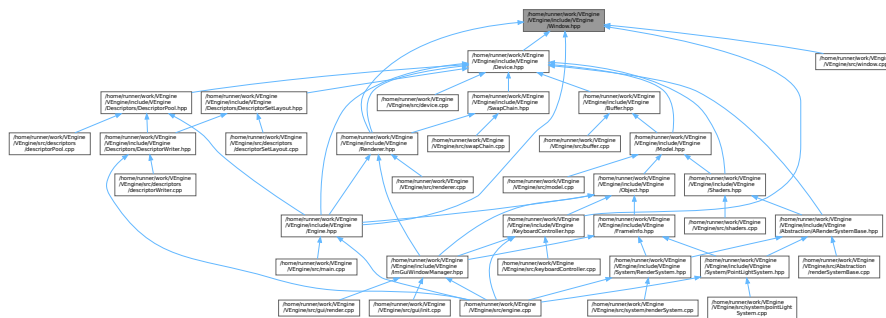 /home/runner/work/VEngine
/VEngine/include/VEngine
/Window.hpp
/home/runner/work/VEngine
/VEngine/include/VEngine
/Device.hpp
/home/runner/work/VEngine
/VEngine/src/window.cpp
/home/runner/work/VEngine
/VEngine/include/VEngine
/Descriptors/DescriptorPool.hpp
/home/runner/work/VEngine
/VEngine/include/VEngine
/Descriptors/DescriptorSetLayout.hpp
/home/runner/work/VEngine
/VEngine/src/device.cpp
/home/runner/work/VEngine
/VEngine/include/VEngine
/SwapChain.hpp
/home/runner/work/VEngine
/VEngine/include/VEngine
/Buffer.hpp
/home/runner/work/VEngine
/VEngine/src/descriptors
/descriptorPool.cpp
/home/runner/work/VEngine
/VEngine/include/VEngine
/Descriptors/DescriptorWriter.hpp
/home/runner/work/VEngine
/VEngine/src/descriptors
/descriptorSetLayout.cpp
/home/runner/work/VEngine
/VEngine/include/VEngine
/Renderer.hpp
/home/runner/work/VEngine
/VEngine/src/swapChain.cpp
/home/runner/work/VEngine
/VEngine/src/buffer.cpp
/home/runner/work/VEngine
/VEngine/include/VEngine
/Model.hpp
/home/runner/work/VEngine
/VEngine/src/descriptors
/descriptorWriter.cpp
/home/runner/work/VEngine
/VEngine/src/renderer.cpp
/home/runner/work/VEngine
/VEngine/src/model.cpp
/home/runner/work/VEngine
/VEngine/include/VEngine
/Object.hpp
/home/runner/work/VEngine
/VEngine/include/VEngine
/Shaders.hpp
/home/runner/work/VEngine
/VEngine/include/VEngine
/Engine.hpp
/home/runner/work/VEngine
/VEngine/include/VEngine
/KeyboardController.hpp
/home/runner/work/VEngine
/VEngine/include/VEngine
/FrameInfo.hpp
/home/runner/work/VEngine
/VEngine/src/shaders.cpp
/home/runner/work/VEngine
/VEngine/include/VEngine
/Abstraction/ARenderSystemBase.hpp
/home/runner/work/VEngine
/VEngine/src/main.cpp
/home/runner/work/VEngine
/VEngine/include/VEngine
/ImGuiWindowManager.hpp
/home/runner/work/VEngine
/VEngine/src/keyboardController.cpp
/home/runner/work/VEngine
/VEngine/include/VEngine
/System/RenderSystem.hpp
/home/runner/work/VEngine
/VEngine/include/VEngine
/System/PointLightSystem.hpp
/home/runner/work/VEngine
/VEngine/src/Abstraction
/renderSystemBase.cpp
/home/runner/work/VEngine
/VEngine/src/gui/render.cpp
/home/runner/work/VEngine
/VEngine/src/gui/init.cpp
/home/runner/work/VEngine
/VEngine/src/engine.cpp
/home/runner/work/VEngine
/VEngine/src/system/renderSystem.cpp
/home/runner/work/VEngine
/VEngine/src/system/pointLight
System.cpp